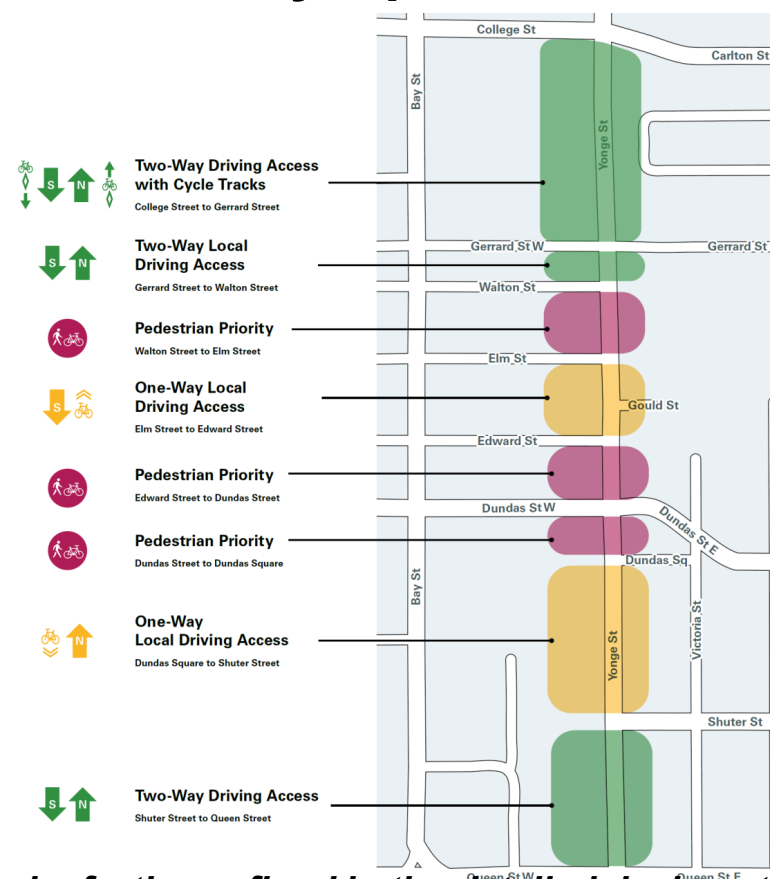 College St
Carlton St
Bay St
Yonge St
Two-Way Driving Access
with Cycle Tracks
S N
College Street to Gerrard Street
Gerrard St W
Gerrard St
Two-Way Local
Driving Access
S N
Gerrard Street to Walton Street
Walton St
Pedestrian Priority
Walton Street to Elm Street
Elm St
One-Way Local
Driving Access
S
Elm Street to Edward Street
Gould St
Edward St
Pedestrian Priority
Edward Street to Dundas Street
Dundas St W
Dundas St E
Pedestrian Priority
Dundas Street to Dundas Square
Dundas Sq
Bay St
Victoria St
Yonge St
One-Way
Local Driving Access
N
Dundas Square to Shuter Street
Shuter St
Two-Way Driving Access
S N
Shuter Street to Queen Street
Queen St W
Queen St E